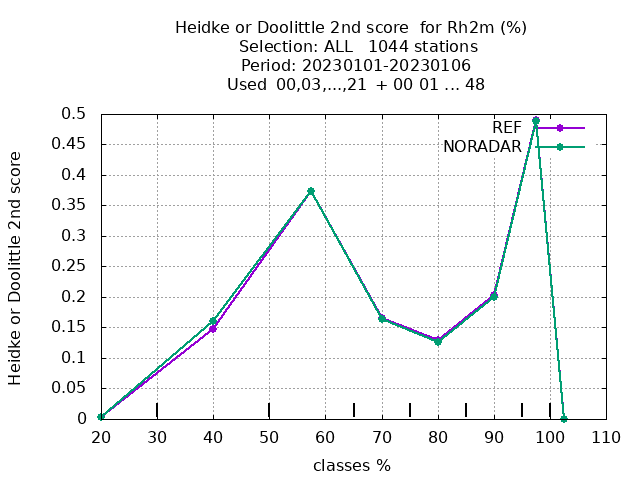 Heidke or Doolittle 2nd score  for Rh2m (%)
Selection: ALL   1044 stations
Period: 20230101-20230106
Used  00,03,...,21  + 00 01 ... 48
Heidke or Doolittle 2nd score
0.5
0.45
0.4
0.35
0.3
0.25
0.2
0.15
0.1
0.05
0
REF
NORADAR
20 30 40 50 60 70 80 90 100 110
classes %